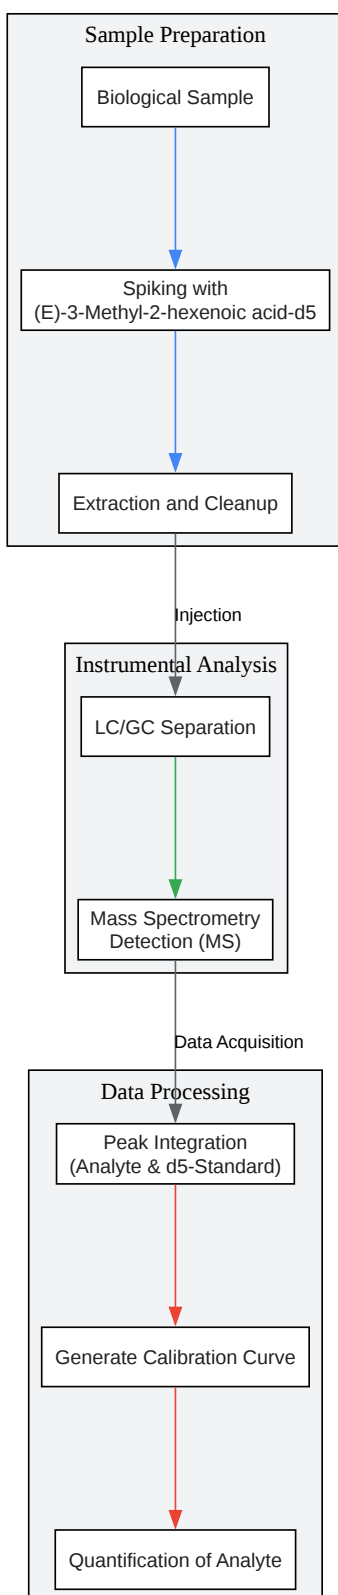 Sample Preparation
Biological Sample
Spiking with
(E)-3-Methyl-2-hexenoic acid-d5
Extraction and Cleanup
Injection
Instrumental Analysis
LC/GC Separation
Mass Spectrometry
Detection (MS)
Data Acquisition
Data Processing
Peak Integration
(Analyte & d5-Standard)
Generate Calibration Curve
Quantification of Analyte